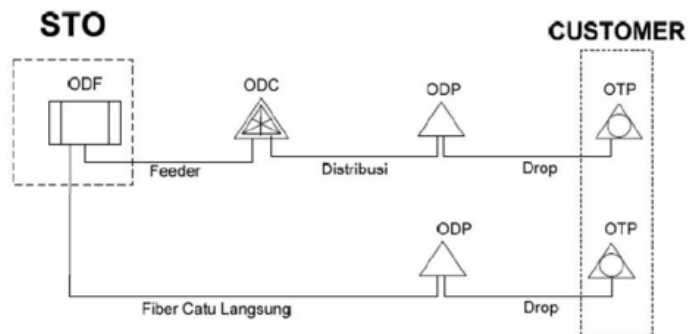 STO
CUSTOMER
ODF
ODC
ODP
OTP
Feeder
Distribusi
Drop
ODP
OTP
Fiber Catu Langsung
Drop